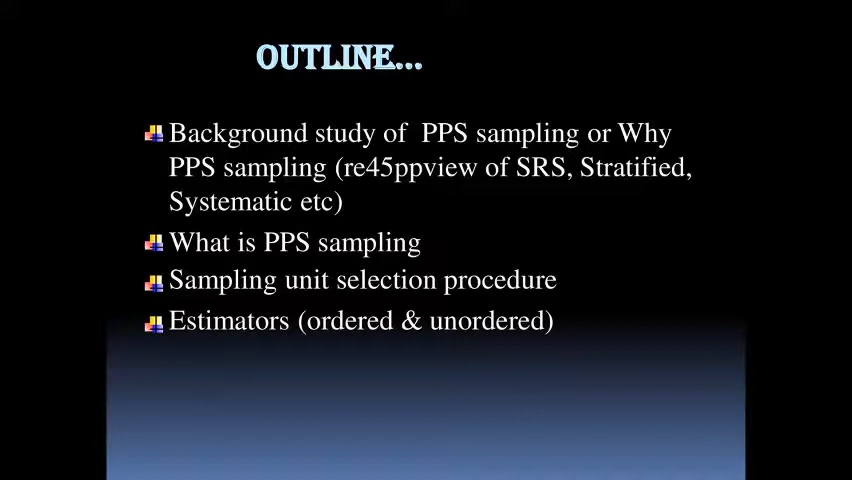 OUTLINE...
Background study of PPS sampling or Why
PPS sampling (re45ppview of SRS, Stratified,
Systematic etc)
What is PPS sampling
Sampling unit selection procedure
Estimators (ordered & unordered)